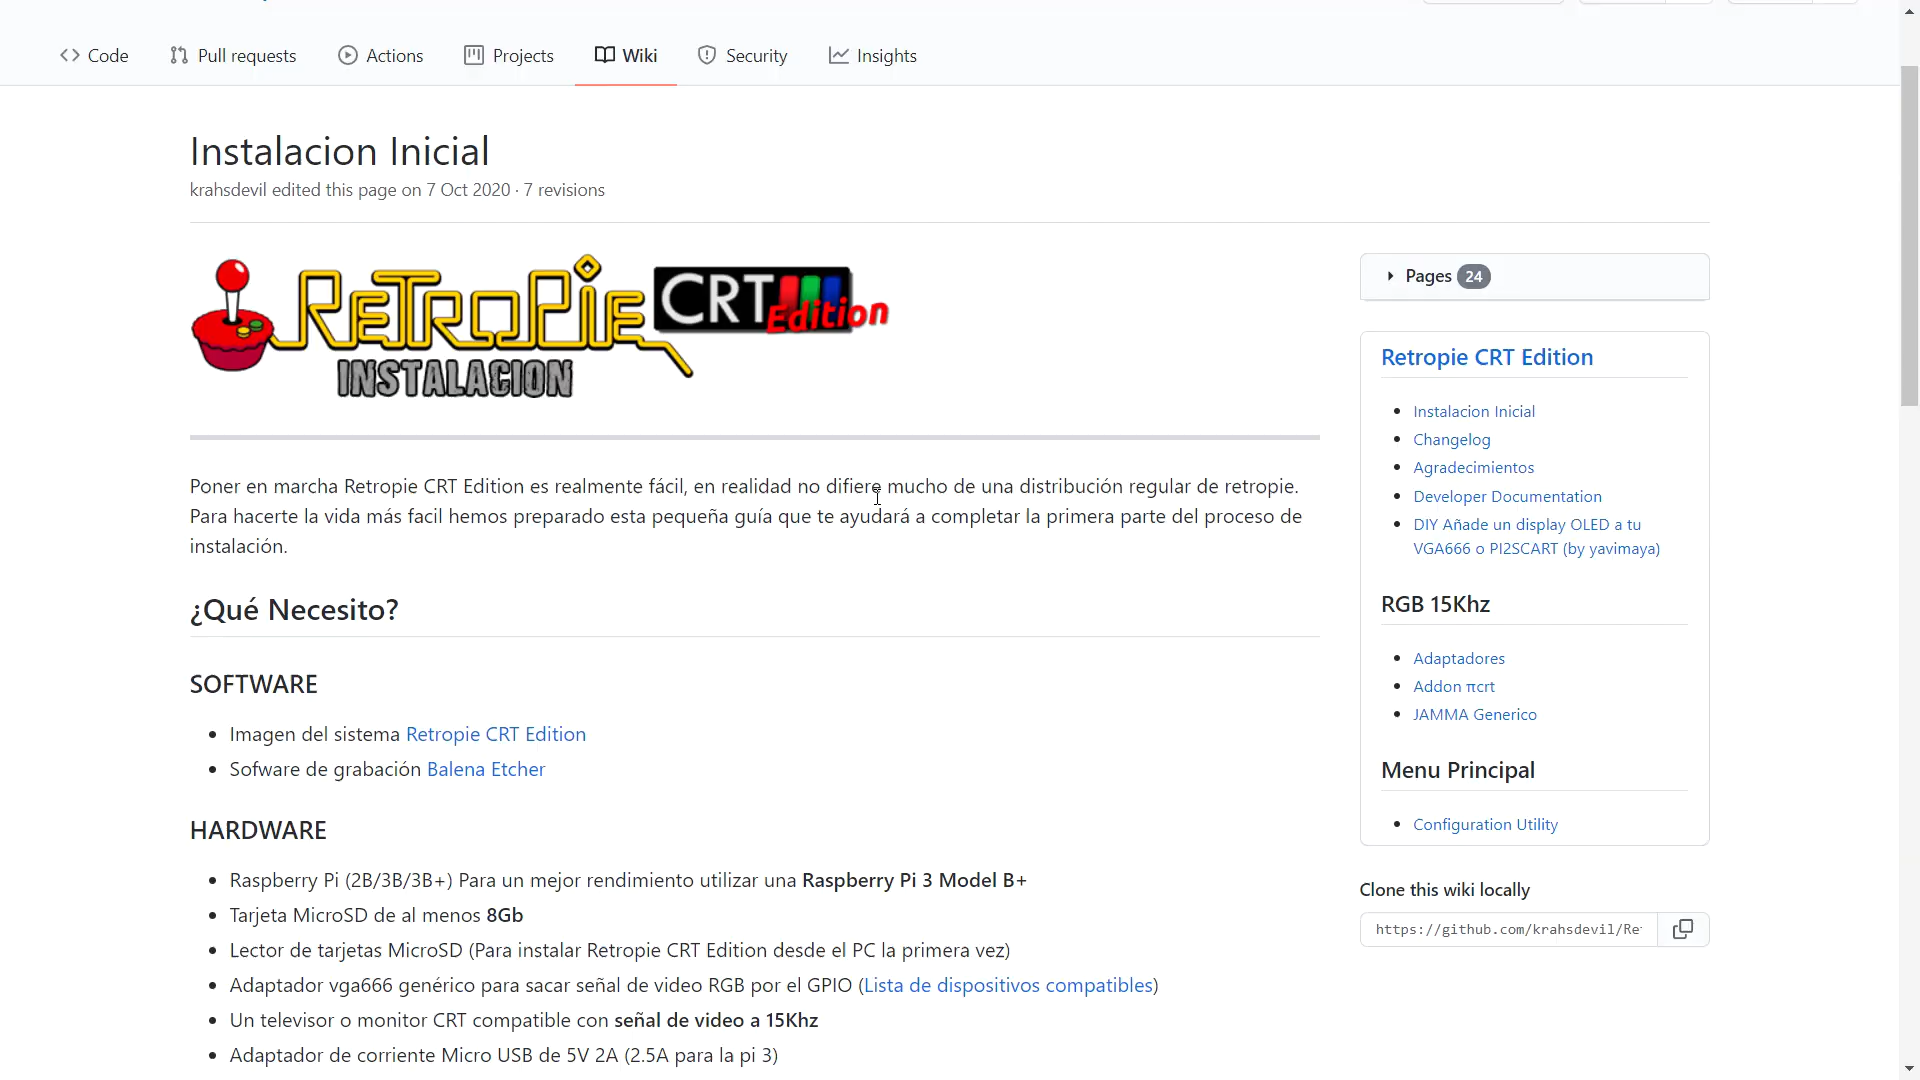 Code
Pull requests
Actions
Projects
Wiki
Security
Insights
Instalacion Inicial
krahsdevil edited this page on 7 Oct 2020 · 7 revisions
RETROPIE CRT Edition
INSTALACION
Poner en marcha Retropie CRT Edition es realmente fácil, en realidad no difiere mucho de una distribución regular de retropie.
Para hacerte la vida más facil hemos preparado esta pequeña guía que te ayudará a completar la primera parte del proceso de
instalación.
¿Qué Necesito?
SOFTWARE
Imagen del sistema Retropie CRT Edition
Sofware de grabación Balena Etcher
HARDWARE
Raspberry Pi (2B/3B/3B+) Para un mejor rendimiento utilizar una Raspberry Pi 3 Model B+
Tarjeta MicroSD de al menos 8Gb
Lector de tarjetas MicroSD (Para instalar Retropie CRT Edition desde el PC la primera vez)
Adaptador vga666 genérico para sacar señal de video RGB por el GPIO (Lista de dispositivos compatibles)
Un televisor o monitor CRT compatible con señal de video a 15Khz
Adaptador de corriente Micro USB de 5V 2A (2.5A para la pi 3)
Pages 24
Retropie CRT Edition
Instalacion Inicial
Changelog
Agradecimientos
Developer Documentation
DIY Añade un display OLED a tu
VGA666 o PI2SCART (by yavimaya)
RGB 15Khz
Adaptadores
Addon πcrt
JAMMA Generico
Menu Principal
Configuration Utility
Clone this wiki locally
https://github.com/krahsdevil/Re